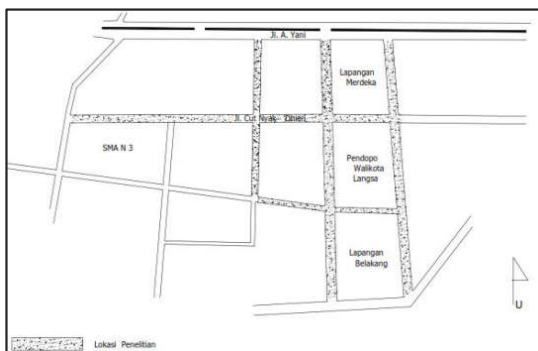 Jl. A. Yani
Lapangan
Merdeka
Jl. Cut Nyak Dhien
SMA N 3
Pendopo
Walikota
Langsa
Lapangan
Belakang
U
Lokasi Penelitian